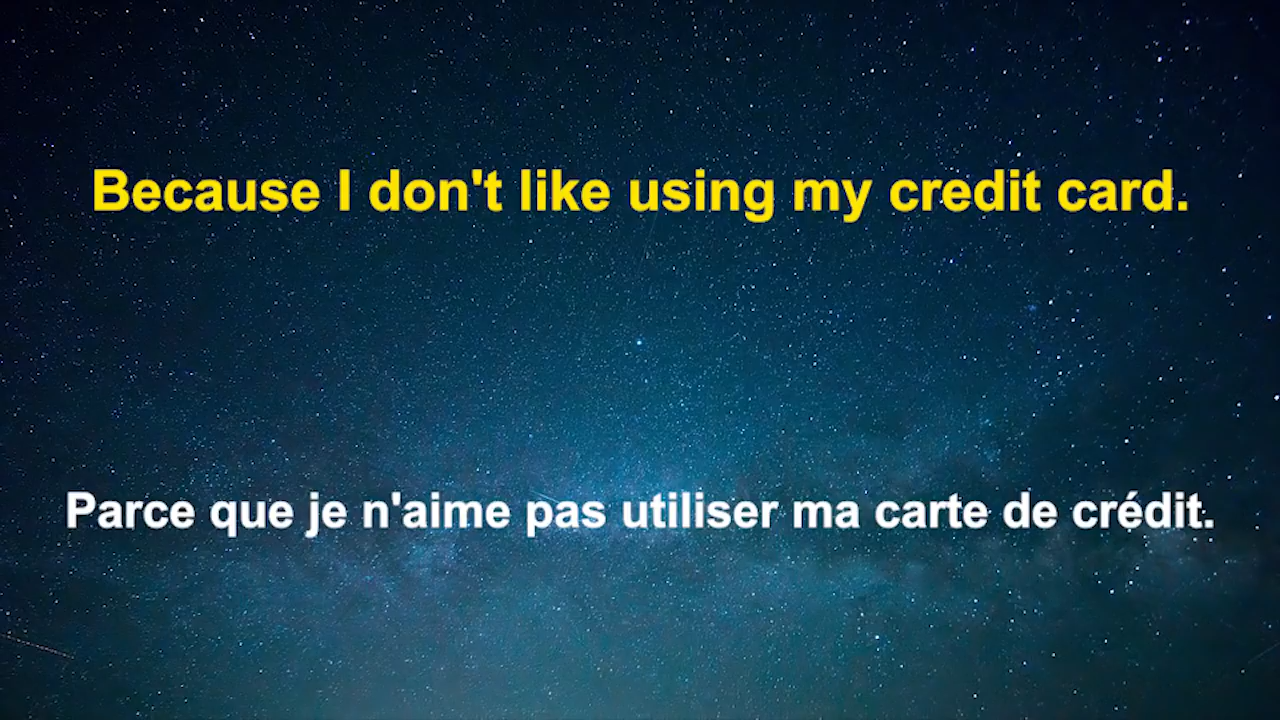 Because I don't like using my credit card.
Parce que je n'aime pas utiliser ma carte de crédit.